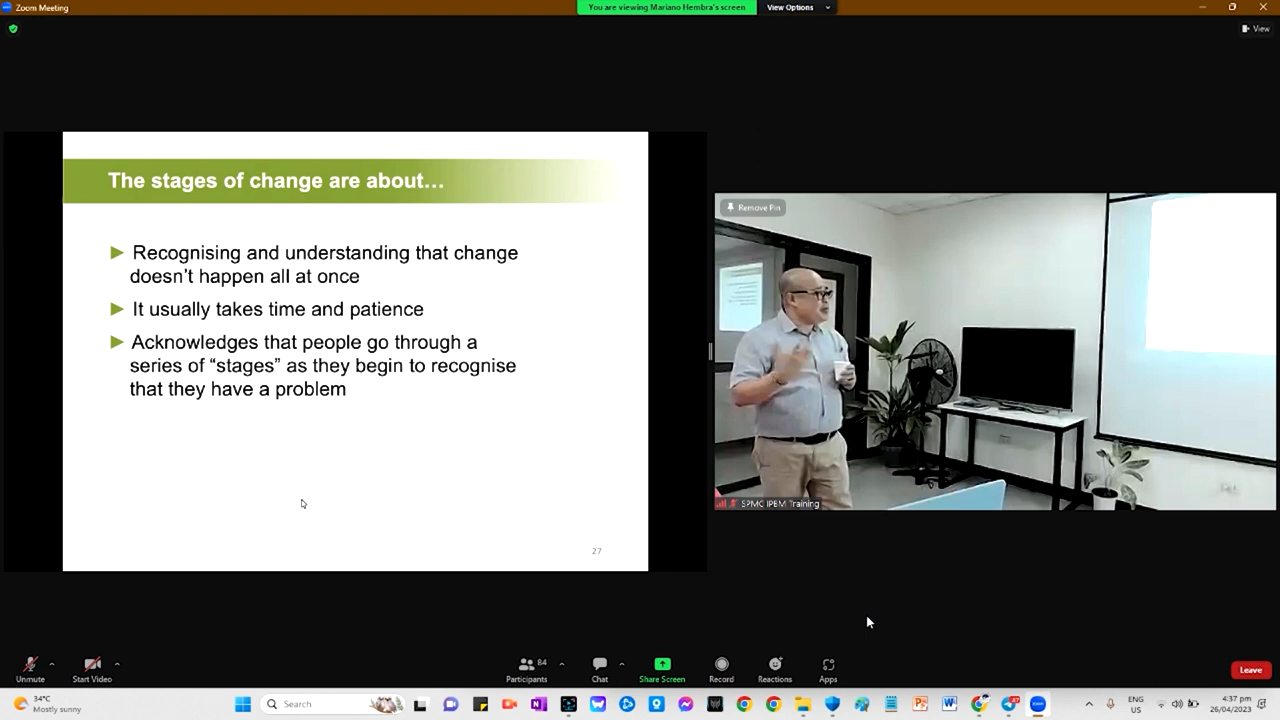 Zoom Meeting
You are viewing Mariano Hembra's screen
View Options
View
The stages of change are about…
Recognising and understanding that change
doesn't happen all at once
It usually takes time and patience
Acknowledges that people go through a
series of “stages” as they begin to recognise
that they have a problem
27
Remove Pin
SPMC IPBM Training
Unmute
Start Video
84
Participants
Chat
Share Screen
Record
Reactions
Apps
Leave
34°C
Mostly sunny
Search
ENG
US
4:37 pm
26/04/2023